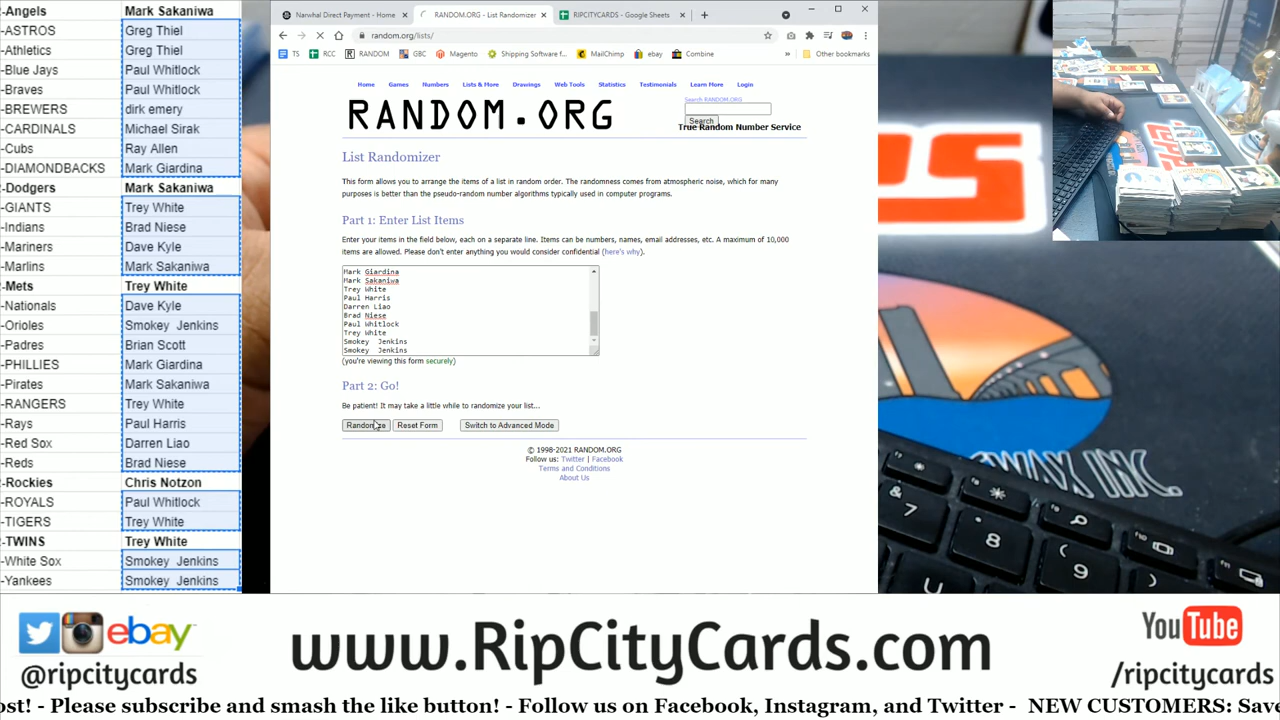 -Angels Mark Sakaniwa
-ASTROS Greg Thiel
-Athletics Greg Thiel
-Blue Jays Paul Whitlock
-Braves Paul Whitlock
-BREWERS dirk emery
-CARDINALS Michael Sirak
-Cubs Ray Allen
-DIAMONDBACKS Mark Giardina
-Dodgers Mark Sakaniwa
-GIANTS Trey White
-Indians Brad Niese
-Mariners Dave Kyle
-Marlins Mark Sakaniwa
-Mets Trey White
-Nationals Dave Kyle
-Orioles Smokey Jenkins
-Padres Brian Scott
-PHILLIES Mark Giardina
-Pirates Mark Sakaniwa
-RANGERS Trey White
-Rays Paul Harris
-Red Sox Darren Liao
-Reds Brad Niese
-Rockies Chris Notzon
-ROYALS Paul Whitlock
-TIGERS Trey White
-TWINS Trey White
-White Sox Smokey Jenkins
-Yankees Smokey Jenkins
Narwhal Direct Payment - Home
RANDOM.ORG - List Randomizer
RIPCITYCARDS - Google Sheets
random.org/lists/
TS RCC RANDOM GBC Magento Shipping Software f... MailChimp ebay Combine » Other bookmarks
Home Games Numbers Lists & More Drawings Web Tools Statistics Testimonials Learn More Login
RANDOM.ORG
Search RANDOM.ORG
Search
True Random Number Service
List Randomizer
This form allows you to arrange the items of a list in random order. The randomness comes from atmospheric noise, which for many
purposes is better than the pseudo-random number algorithms typically used in computer programs.
Part 1: Enter List Items
Enter your items in the field below, each on a separate line. Items can be numbers, names, email addresses, etc. A maximum of 10,000
items are allowed. Please don't enter anything you would consider confidential (here's why).
Mark Giardina
Mark Sakaniwa
Trey White
Paul Harris
Darren Liao
Brad Niese
Paul Whitlock
Trey White
Smokey Jenkins
Smokey Jenkins
(you're viewing this form securely)
Part 2: Go!
Be patient! It may take a little while to randomize your list...
Randomize Reset Form Switch to Advanced Mode
© 1998-2021 RANDOM.ORG
Follow us: Twitter | Facebook
Terms and Conditions
About Us
INC.
* & 7 * 8 ( 9 U )
ebay
@ripcitycards
www.RipCityCards.com
YouTube
/ripcitycards
ost! - Please subscribe and smash the like button! - Follow us on Facebook, Instagram, and Twitter - NEW CUSTOMERS: Save